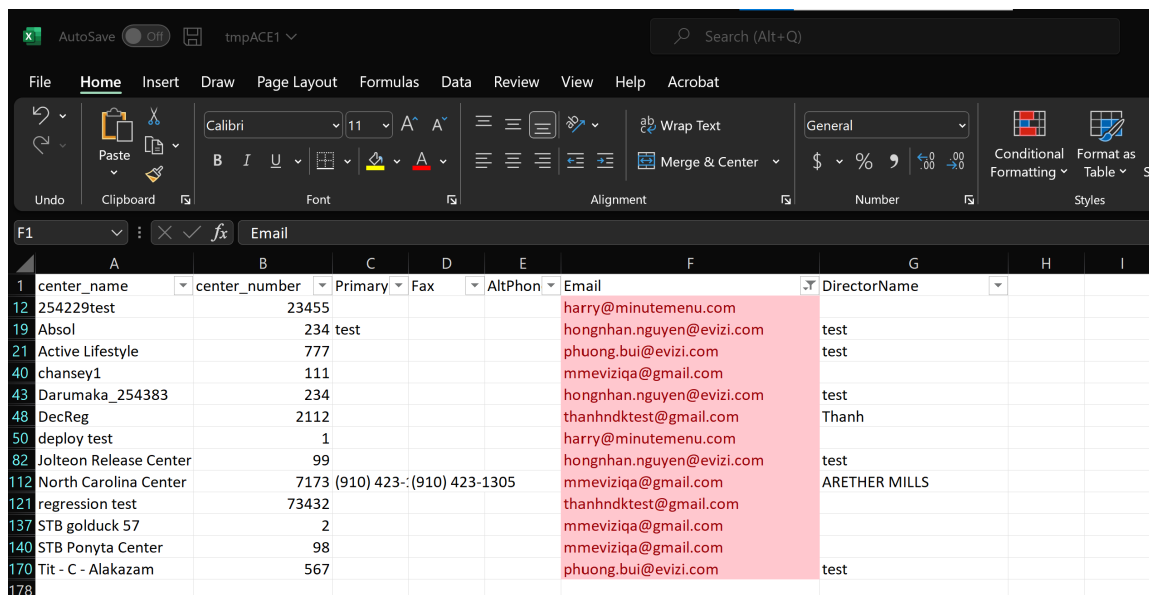 AutoSave Off tmpACE1 Search (Alt+Q)
File Home Insert Draw Page Layout Formulas Data Review View Help Acrobat
Calibri 11 A A ab Wrap Text General
Paste B I U A Merge & Center $ % 9 .00 .00 Conditional Formatting Format as Table
Undo Clipboard Font Alignment Number Styles
F1 fx Email
A B C D E F G H I
1 center_name center_number Primary Fax AltPhon Email DirectorName
12 254229test 23455 harry@minutemenu.com
19 Absol 234 test hongnhan.nguyen@evizi.com test
21 Active Lifestyle 777 phuong.bui@evizi.com test
40 chansey1 111 mmeviziqa@gmail.com
43 Darumaka_254383 234 hongnhan.nguyen@evizi.com test
48 DecReg 2112 thanhndktest@gmail.com Thanh
50 deploy test 1 harry@minutemenu.com
82 Jolteon Release Center 99 hongnhan.nguyen@evizi.com test
112 North Carolina Center 7173 (910) 423- (910) 423-1305 mmeviziqa@gmail.com ARETHER MILLS
121 regression test 73432 thanhndktest@gmail.com
137 STB golduck 57 2 mmeviziqa@gmail.com
140 STB Ponyta Center 98 mmeviziqa@gmail.com
170 Tit - C - Alakazam 567 phuong.bui@evizi.com test
178